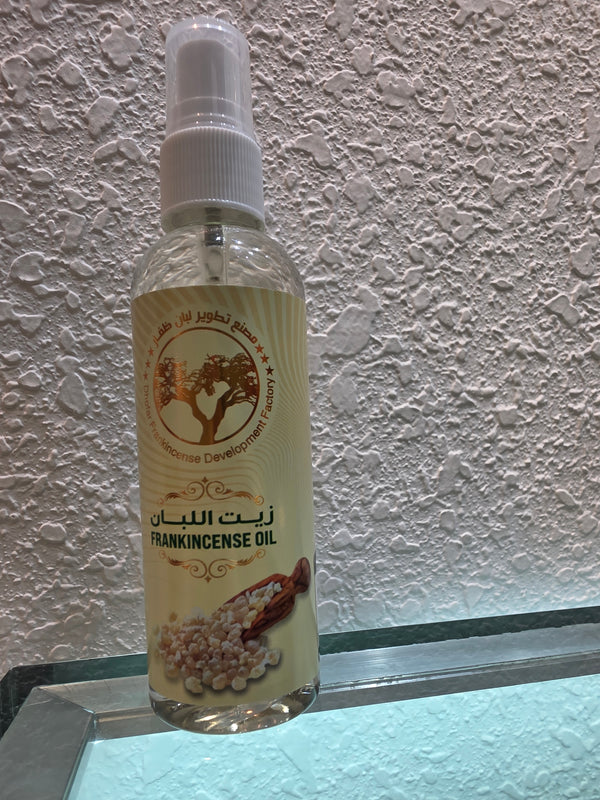 مصنع تطوير لبان ظفار
Dhofar Frankincense Development Factory
زيت اللبان
FRANKINCENSE OIL